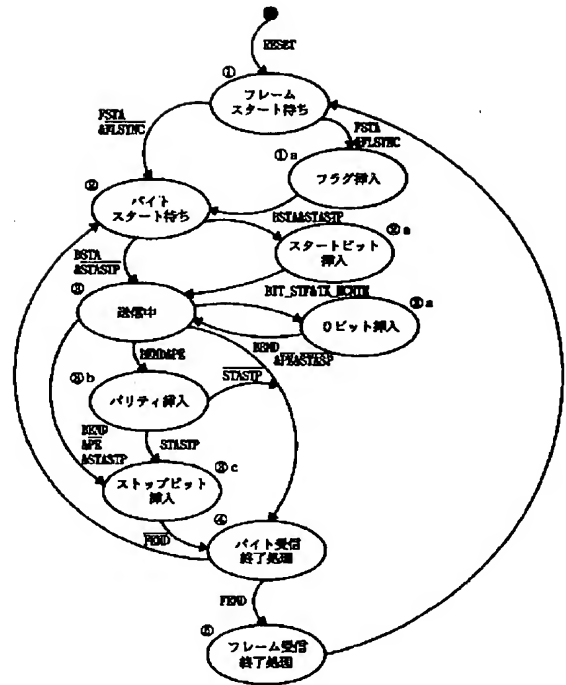 RESET
①
フレーム
スタート待ち
FSTA
&FLSYNC
FSTA
&FLSYNC
①a
フラグ挿入
②
バイト
スタート待ち
BSTA&STASTP
②a
スタートビット
挿入
BSTA
&STASTP
③
送信中
BIT_STF&TX_MCNTN
③a
0ビット挿入
BEND
&PE&STASP
BEND&PE
③b
パリティ挿入
STASTP
BEND
&PE
&STASTP
STASTP
③c
ストップビット
挿入
④
FEND
バイト受信
終了処理
FEND
⑤
フレーム受信
終了処理